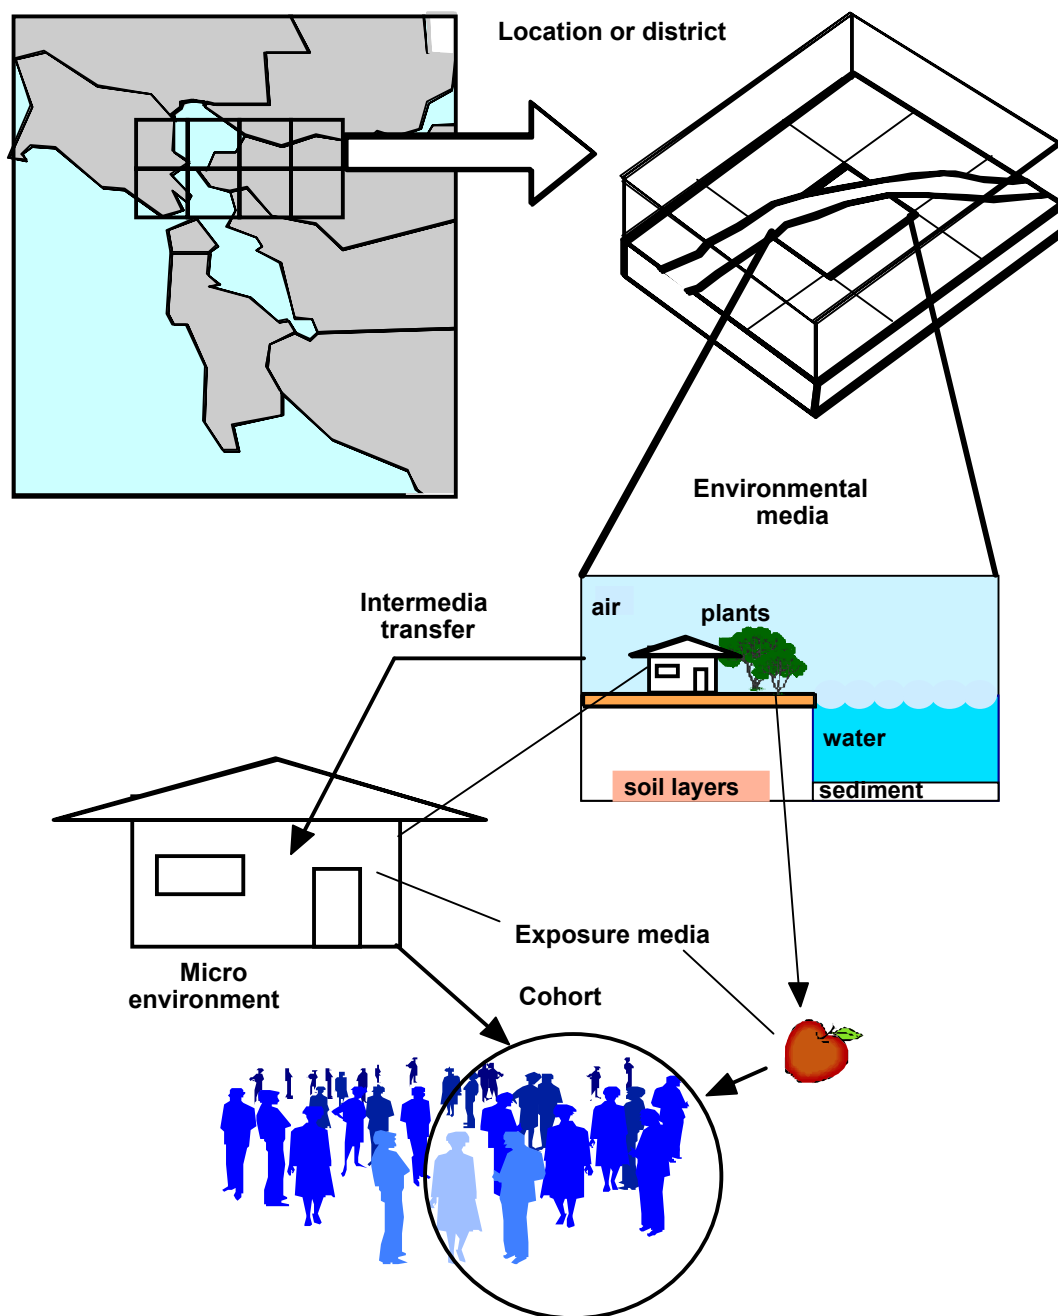 Location or district
Environmental
media
Intermedia
transfer
air
plants
water
soil layers
sediment
Exposure media
Micro
environment
Cohort